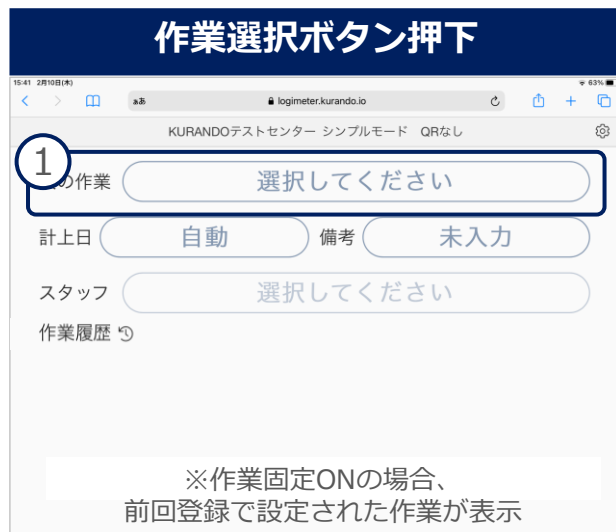 作業選択ボタン押下
15:41 2月10日(木) 63%
ぁあ logimeter.kurando.io
KURANDOテストセンター シンプルモード QRなし
1
の作業 選択してください
計上日 自動 備考 未入力
スタッフ 選択してください
作業履歴
※作業固定ONの場合、
前回登録で設定された作業が表示